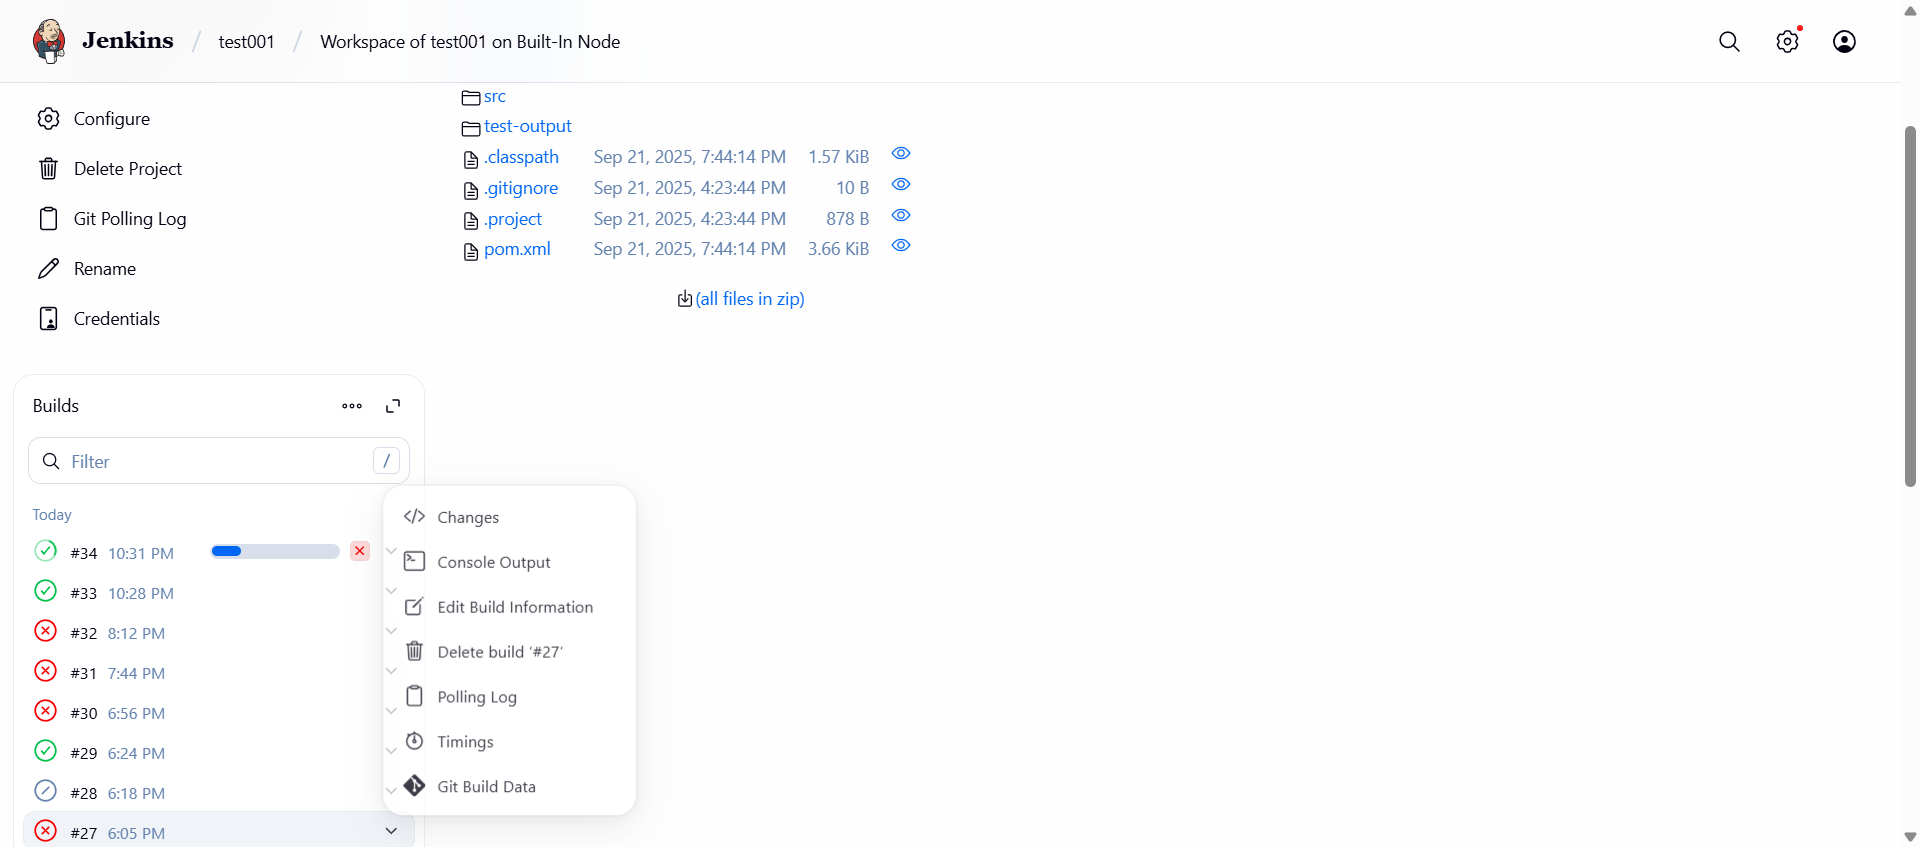 Jenkins / test001 / Workspace of test001 on Built-In Node
Configure
Delete Project
Git Polling Log
Rename
Credentials
src
test-output
.classpath Sep 21, 2025, 7:44:14 PM 1.57 KiB
.gitignore Sep 21, 2025, 4:23:44 PM 10 B
.project Sep 21, 2025, 4:23:44 PM 878 B
pom.xml Sep 21, 2025, 7:44:14 PM 3.66 KiB
(all files in zip)
Builds
Filter /
Today
#34 10:31 PM
#33 10:28 PM
#32 8:12 PM
#31 7:44 PM
#30 6:56 PM
#29 6:24 PM
#28 6:18 PM
#27 6:05 PM
Changes
Console Output
Edit Build Information
Delete build ‘#27’
Polling Log
Timings
Git Build Data